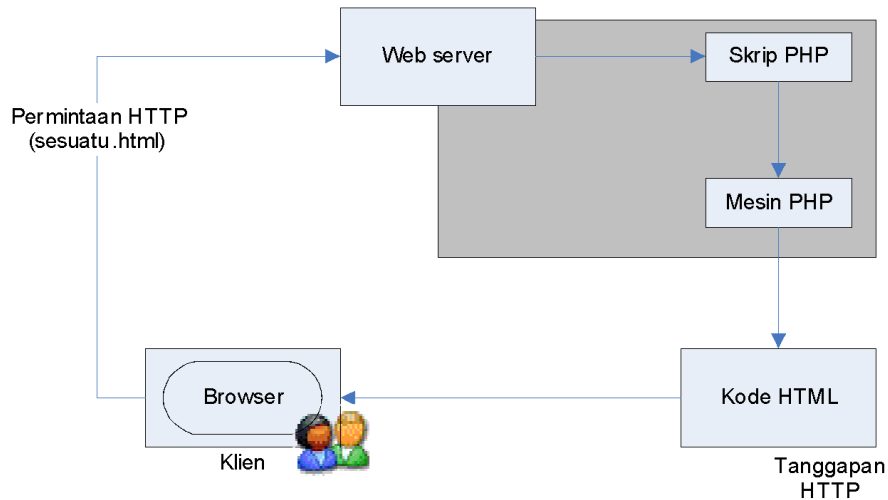 Web server
Skrip PHP
Permintaan HTTP
(sesuatu.html)
Mesin PHP
Browser
Kode HTML
Klien
Tanggapan
HTTP